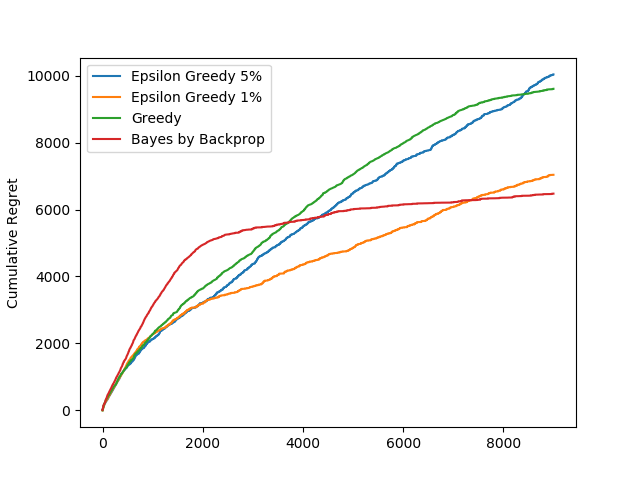 Epsilon Greedy 5%
Epsilon Greedy 1%
Greedy
Bayes by Backprop
Cumulative Regret
10000
8000
6000
4000
2000
0
0 2000 4000 6000 8000